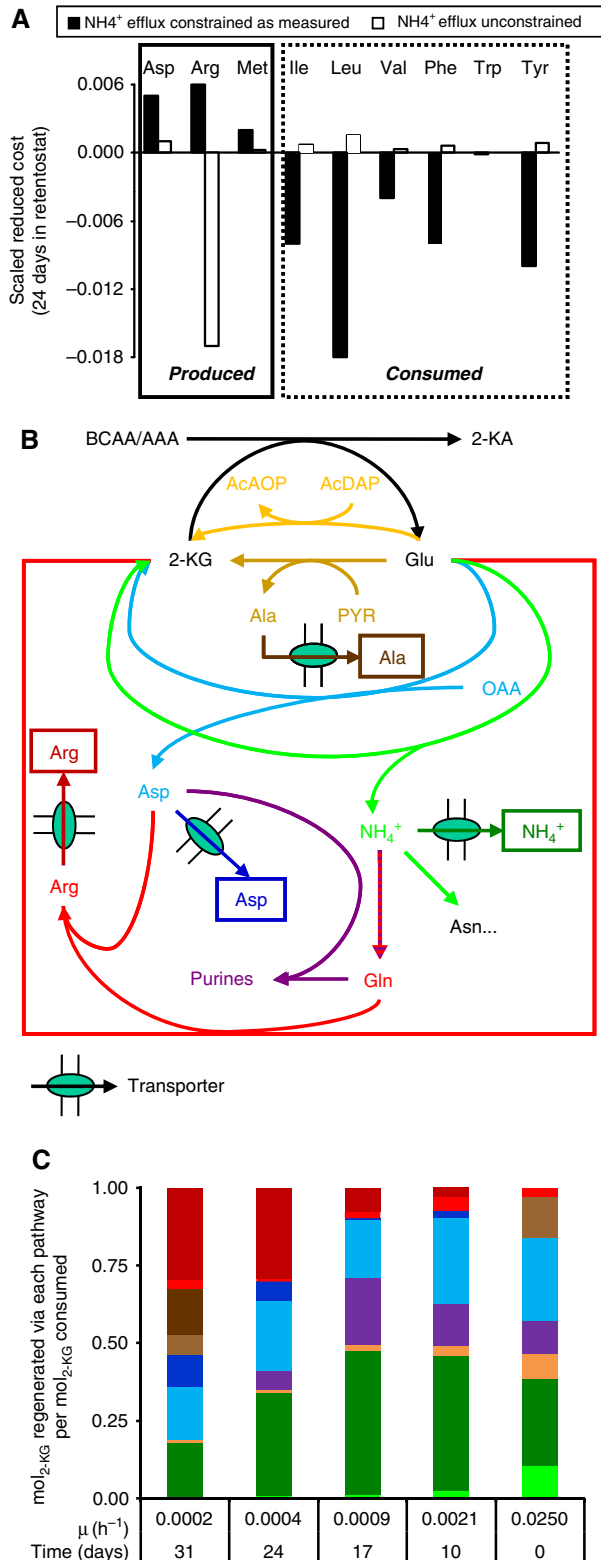 A
NH4+ efflux constrained as measured
NH4+ efflux unconstrained
Asp Arg Met Ile Leu Val Phe Trp Tyr
Scaled reduced cost
(24 days in retentostat)
0.006
0.000
−0.006
−0.012
−0.018
Produced
Consumed
B
BCAA/AAA
2-KA
AcAOP
AcDAP
2-KG
Glu
Ala
PYR
Ala
OAA
Arg
Asp
NH4+
NH4+
Arg
Asp
Asn...
Purines
Gln
Transporter
C
mol2-KG regenerated via each pathway
per mol2-KG consumed
1.00
0.75
0.50
0.25
0.00
μ (h−1) 0.0002 0.0004 0.0009 0.0021 0.0250
Time (days) 31 24 17 10 0